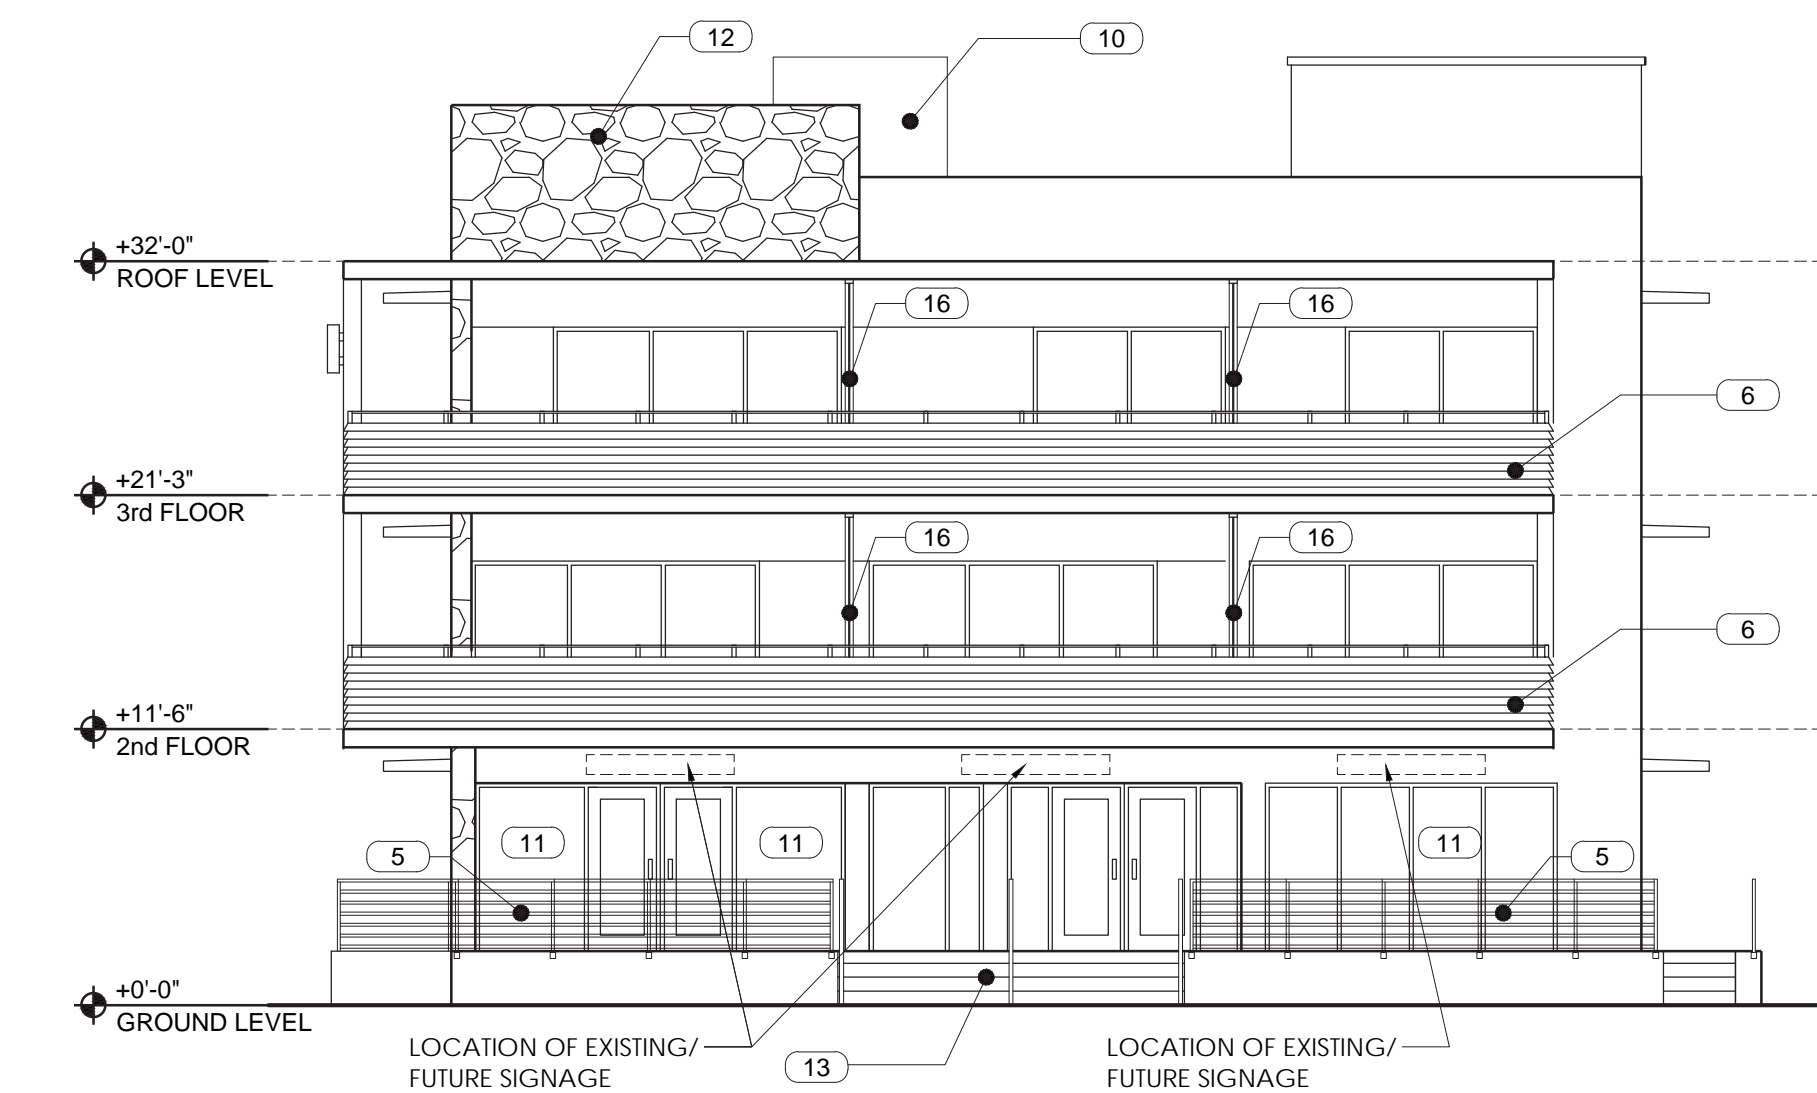 12
10
+32'-0"
ROOF LEVEL
16
16
6
+21'-3"
3rd FLOOR
16
16
6
+11'-6"
2nd FLOOR
11
11
11
5
5
+0'-0"
GROUND LEVEL
LOCATION OF EXISTING/
FUTURE SIGNAGE
13
LOCATION OF EXISTING/
FUTURE SIGNAGE